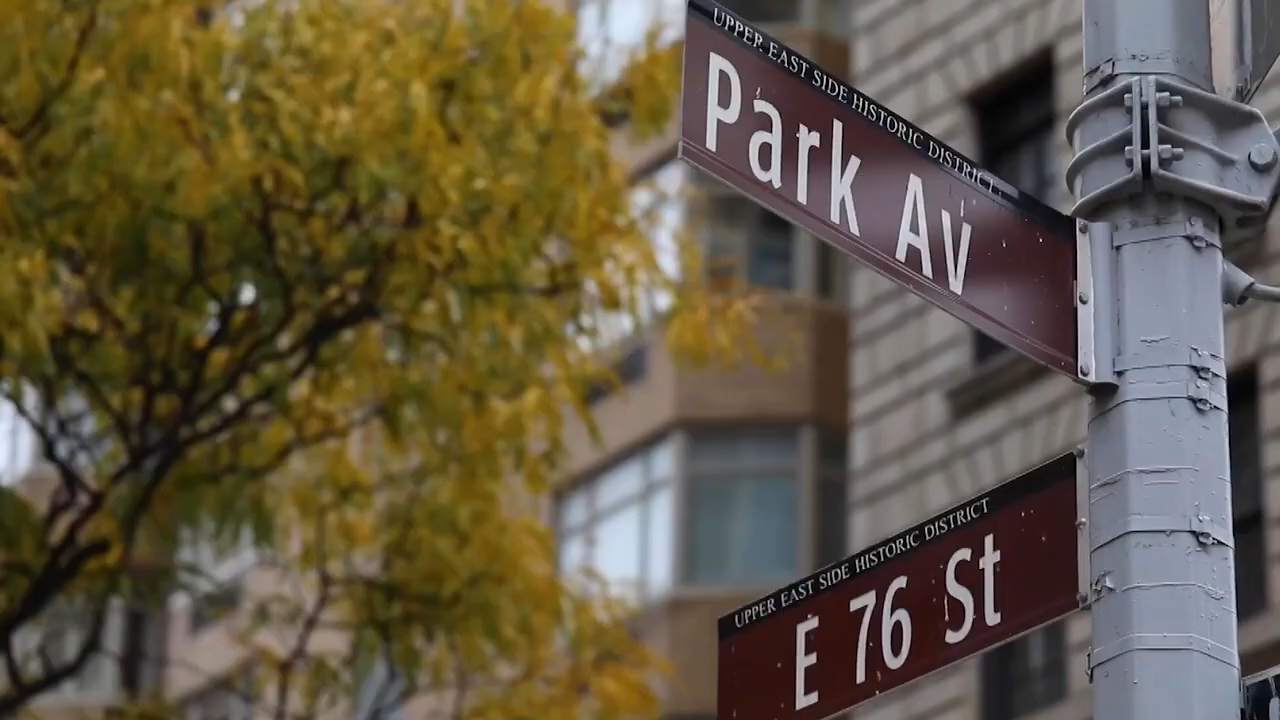 UPPER EAST SIDE HISTORIC DISTRICT
Park Av
UPPER EAST SIDE HISTORIC DISTRICT
E 76 St